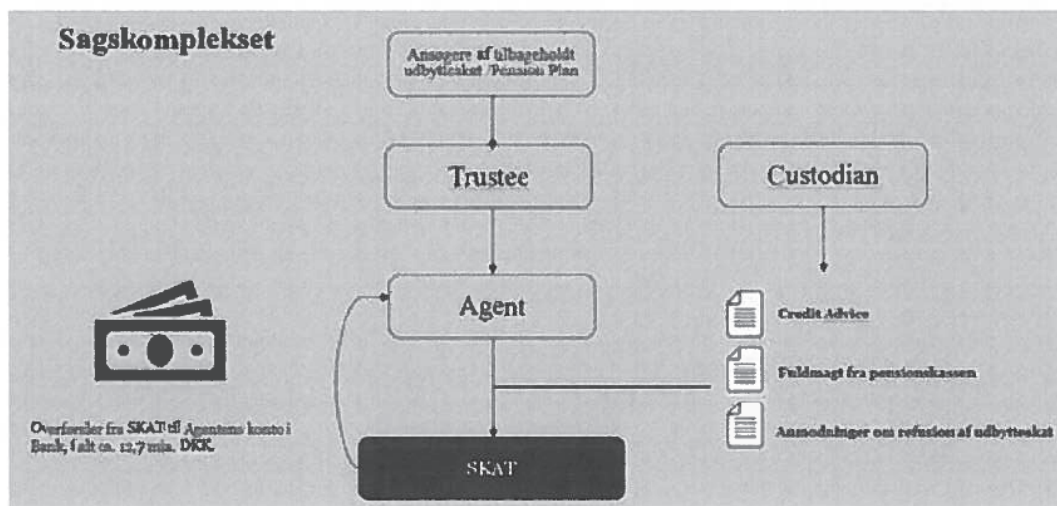 Sagskomplekset
Ansøgere af tilbageholdt
udbytteskat /Pension Plan
Trustee
Custodian
Agent
Credit Advice
Fuldmagt fra pensionskassen
Anmodninger om refusion af udbytteskat
Overførsler fra SKAT til Agentens konto i
Bank, I alt ca. 12,7 mia. DKK.
SKAT